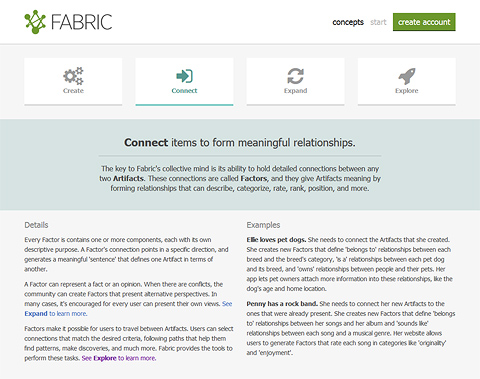 FABRIC
concepts start create account
Create
Connect
Expand
Explore
Connect items to form meaningful relationships.
The key to Fabric's collective mind is its ability to hold detailed connections between any
two Artifacts. These connections are called Factors, and they give Artifacts meaning by
forming relationships that can describe, categorize, rate, rank, position, and more.
Details
Every Factor is contains one or more components, each with its own
descriptive purpose. A Factor's connection points in a specific direction, and
generates a meaningful 'sentence' that defines one Artifact in terms of
another.
A Factor can represent a fact or an opinion. When there are conflicts, the
community can create Factors that present alternative perspectives. In
many cases, it's encouraged for every user can present their own views. See
Expand to learn more.
Factors make it possible for users to travel between Artifacts. Users can select
connections that match the desired criteria, following paths that help them
find patterns, make discoveries, and much more. Fabric provides the tools to
perform these tasks. See Explore to learn more.
Examples
Ellie loves pet dogs. She needs to connect the Artifacts that she created.
She creates new Factors that define 'belongs to' relationships between each
breed and the breed's category, 'is a' relationships between each pet dog
and its breed, and 'owns' relationships between people and their pets. Her
app lets pet owners attach more information into these relationships, like the
dog's age and home location.
Penny has a rock band. She needs to connect her new Artifacts to the
ones that were already present. She creates new Factors that define 'belongs
to' relationships between her songs and her album and 'sounds like'
relationships between each song and a musical genre. Her website allows
users to generate Factors that rate each song in categories like 'originality'
and 'enjoyment'.